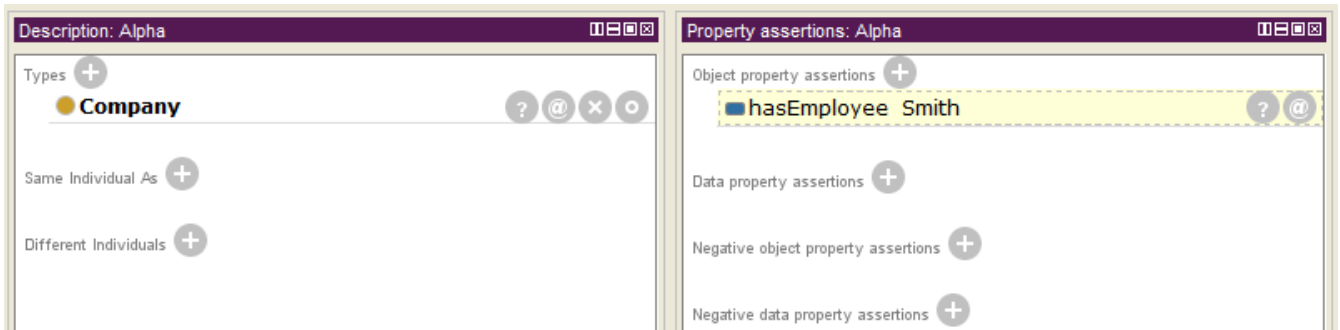 Description: Alpha
Types
Company
? @
Same Individual As
Different Individuals
Property assertions: Alpha
Object property assertions
hasEmployee Smith
? @
Data property assertions
Negative object property assertions
Negative data property assertions